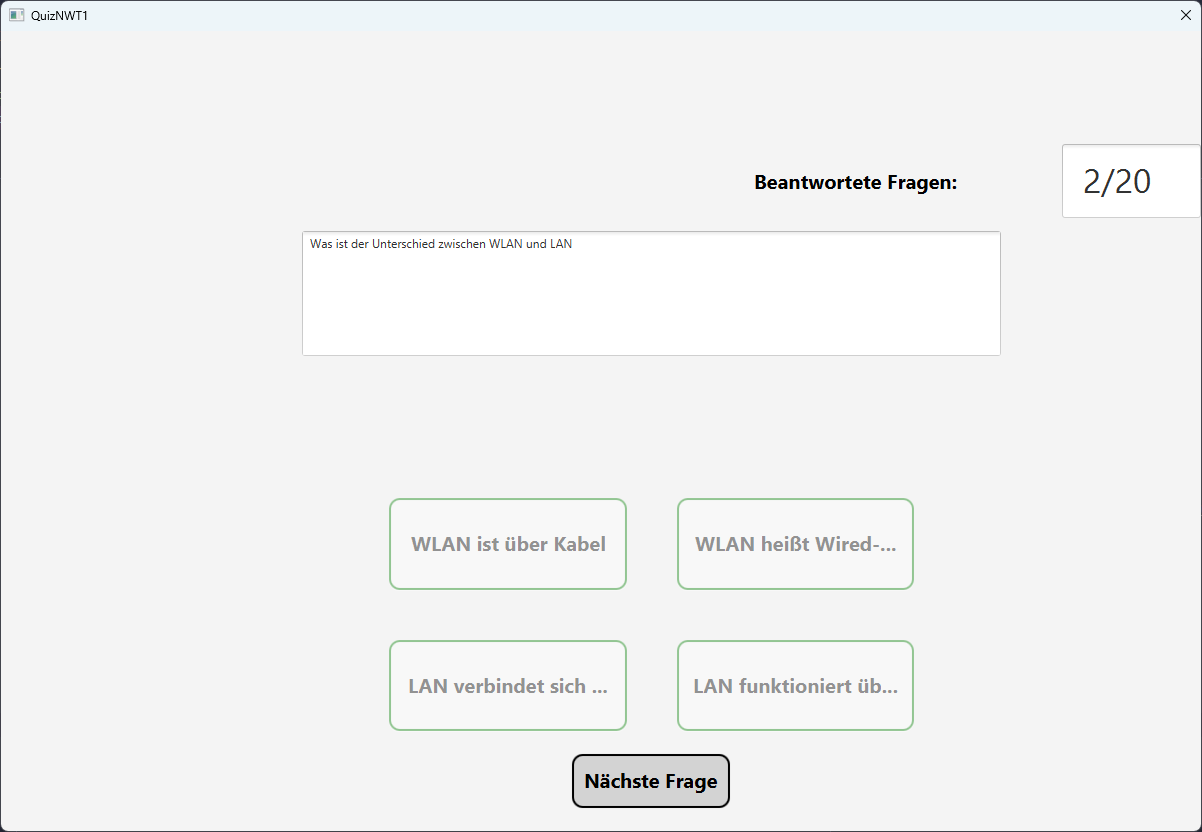 QuizNWT1
Beantwortete Fragen:
2/20
Was ist der Unterschied zwischen WLAN und LAN
WLAN ist über Kabel
WLAN heißt Wired-...
LAN verbindet sich ...
LAN funktioniert üb...
Nächste Frage